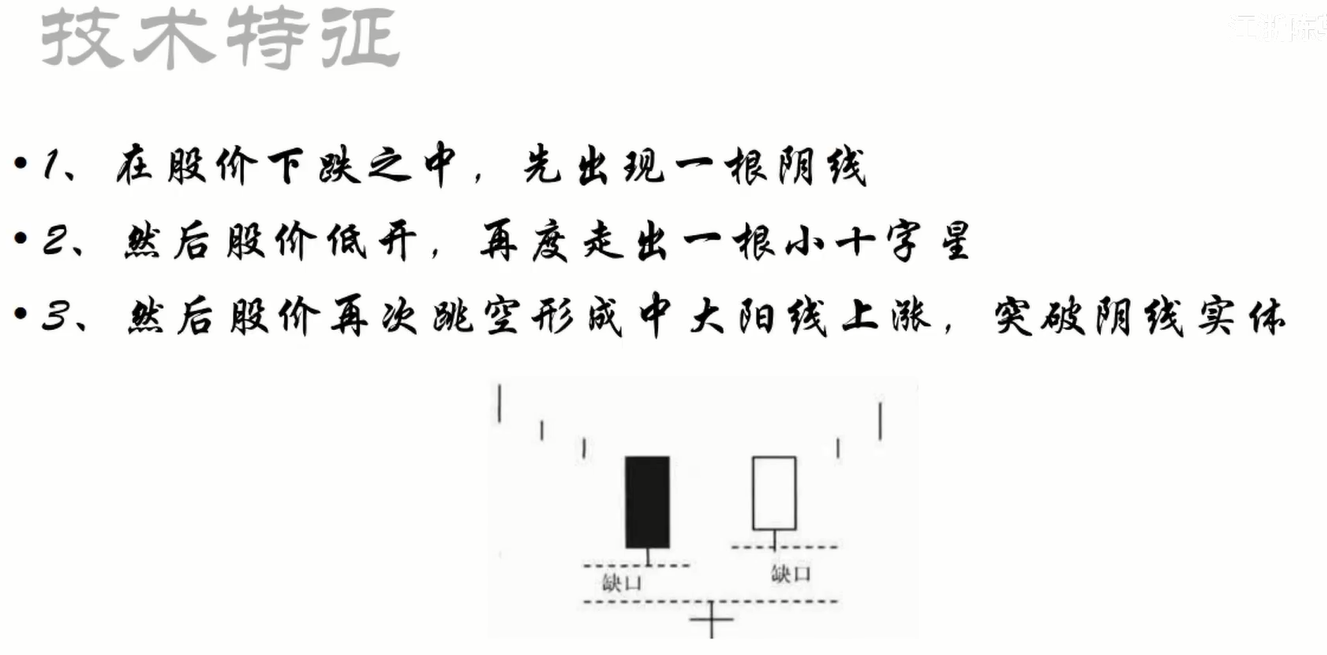 技术特征
• 1、在股价下跌之中，先出现一根阴线
• 2、然后股价低开，再度走出一根小十字星
• 3、然后股价再次跳空形成中大阳线上涨，突破阴线实体
缺口
缺口